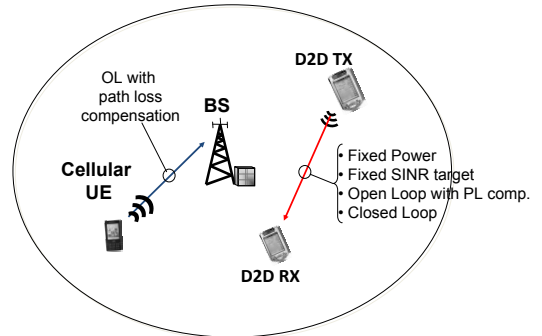 OL with
path loss
compensation
BS
D2D TX
Cellular
UE
• Fixed Power
• Fixed SINR target
• Open Loop with PL comp.
• Closed Loop
D2D RX